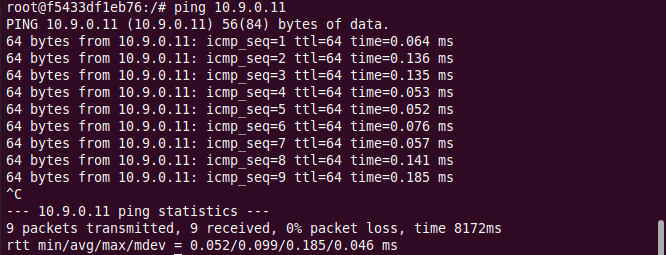 root@f5433df1eb76:/# ping 10.9.0.11
PING 10.9.0.11 (10.9.0.11) 56(84) bytes of data.
64 bytes from 10.9.0.11: icmp_seq=1 ttl=64 time=0.064 ms
64 bytes from 10.9.0.11: icmp_seq=2 ttl=64 time=0.136 ms
64 bytes from 10.9.0.11: icmp_seq=3 ttl=64 time=0.135 ms
64 bytes from 10.9.0.11: icmp_seq=4 ttl=64 time=0.053 ms
64 bytes from 10.9.0.11: icmp_seq=5 ttl=64 time=0.052 ms
64 bytes from 10.9.0.11: icmp_seq=6 ttl=64 time=0.076 ms
64 bytes from 10.9.0.11: icmp_seq=7 ttl=64 time=0.057 ms
64 bytes from 10.9.0.11: icmp_seq=8 ttl=64 time=0.141 ms
64 bytes from 10.9.0.11: icmp_seq=9 ttl=64 time=0.185 ms
^C
--- 10.9.0.11 ping statistics ---
9 packets transmitted, 9 received, 0% packet loss, time 8172ms
rtt min/avg/max/mdev = 0.052/0.099/0.185/0.046 ms